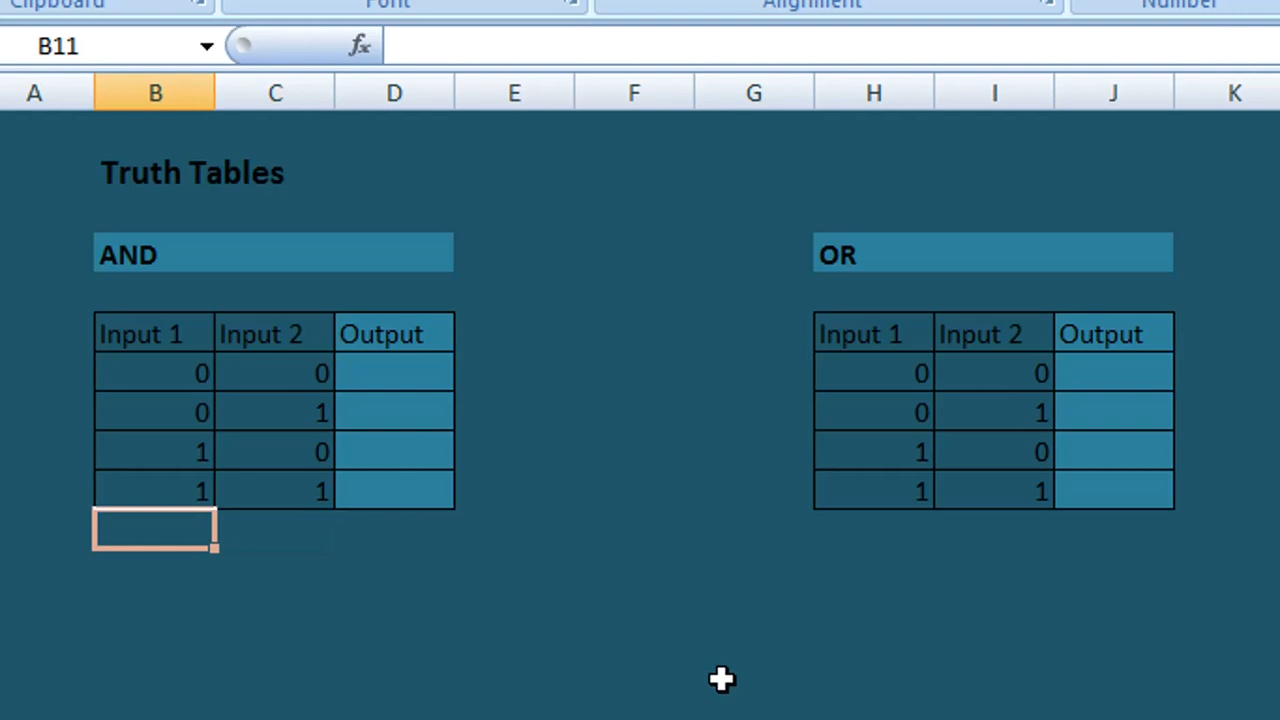 Clipboard Font Alignment Number
B11 fx
A B C D E F G H I J K
Truth Tables
AND OR
Input 1 Input 2 Output Input 1 Input 2 Output
0 0 0 0
0 1 0 1
1 0 1 0
1 1 1 1